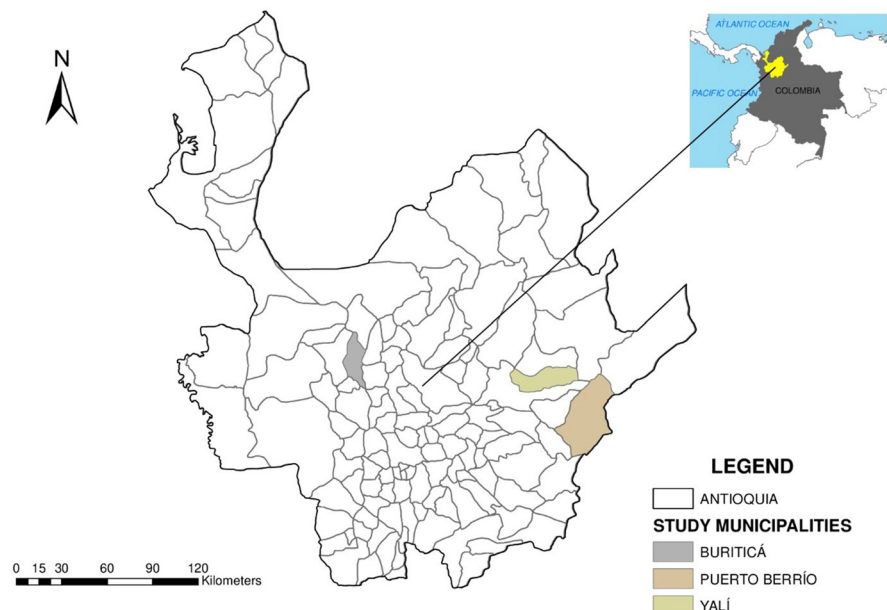 N
ATLANTIC OCEAN
PACIFIC OCEAN
COLOMBIA
LEGEND
ANTIOQUIA
STUDY MUNICIPALITIES
BURITICÁ
PUERTO BERRÍO
YALÍ
0 15 30 60 90 120
Kilometers